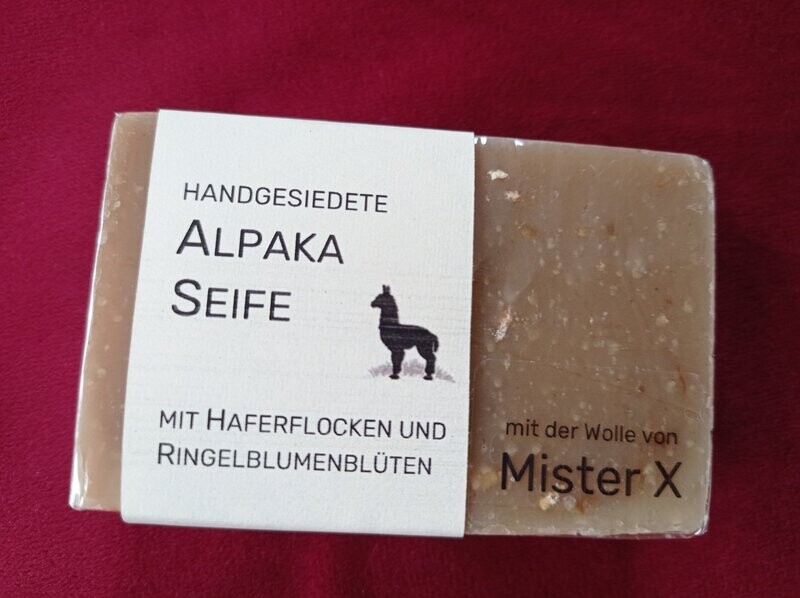 HANDGESIEDETE
ALPAKA
SEIFE
MIT HAFERFLOCKEN UND
RINGELBLUMENBLÜTEN
mit der Wolle von
Mister X